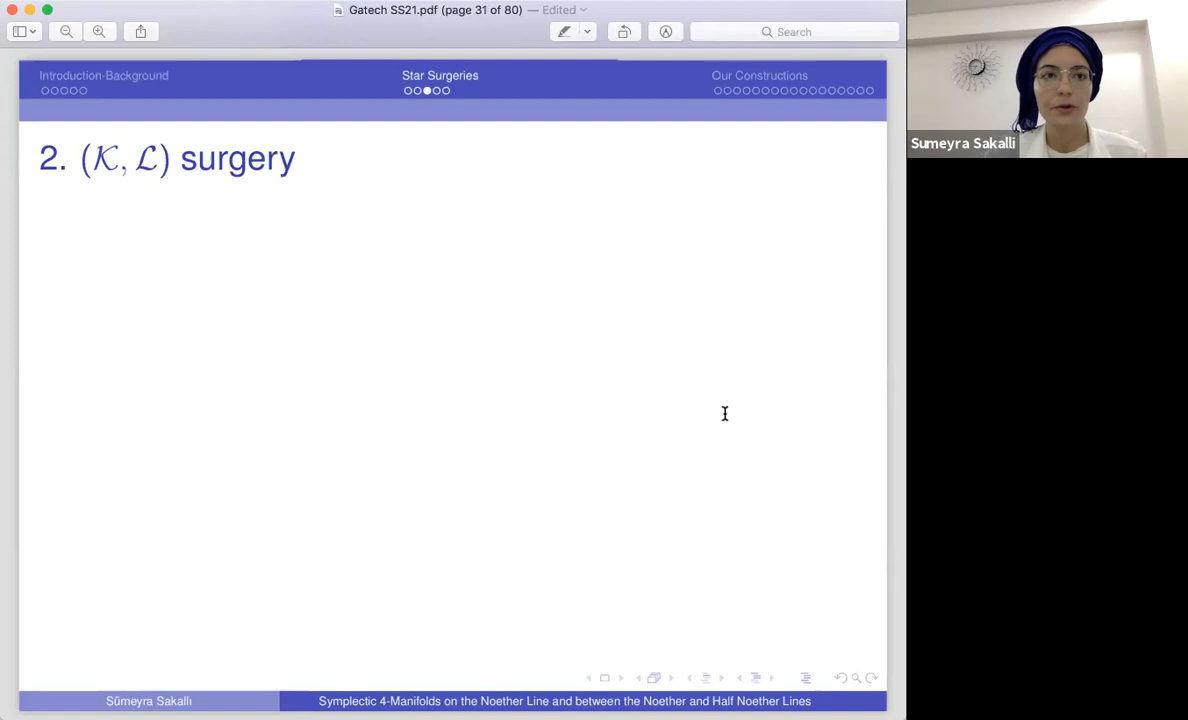 Gatech SS21.pdf (page 31 of 80) — Edited
Search
Introduction-Background
Star Surgeries
Our Constructions
2. (𝒦, ℒ) surgery
Sümeyra Sakallı
Symplectic 4-Manifolds on the Noether Line and between the Noether and Half Noether Lines
Sumeyra Sakalli